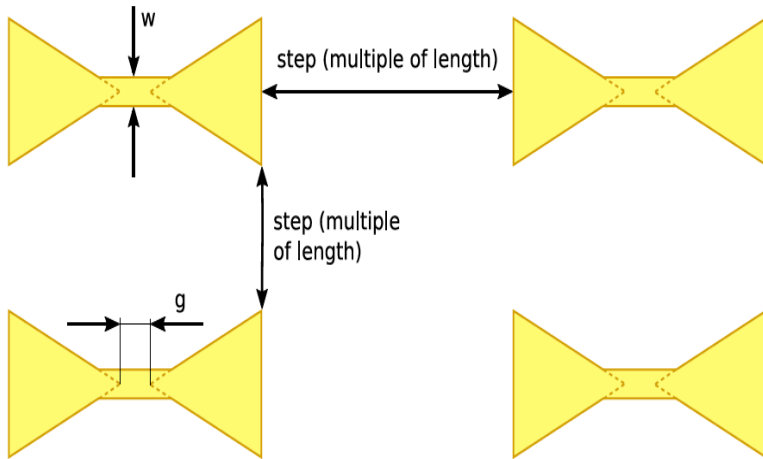 w
step (multiple of length)
step (multiple
of length)
g